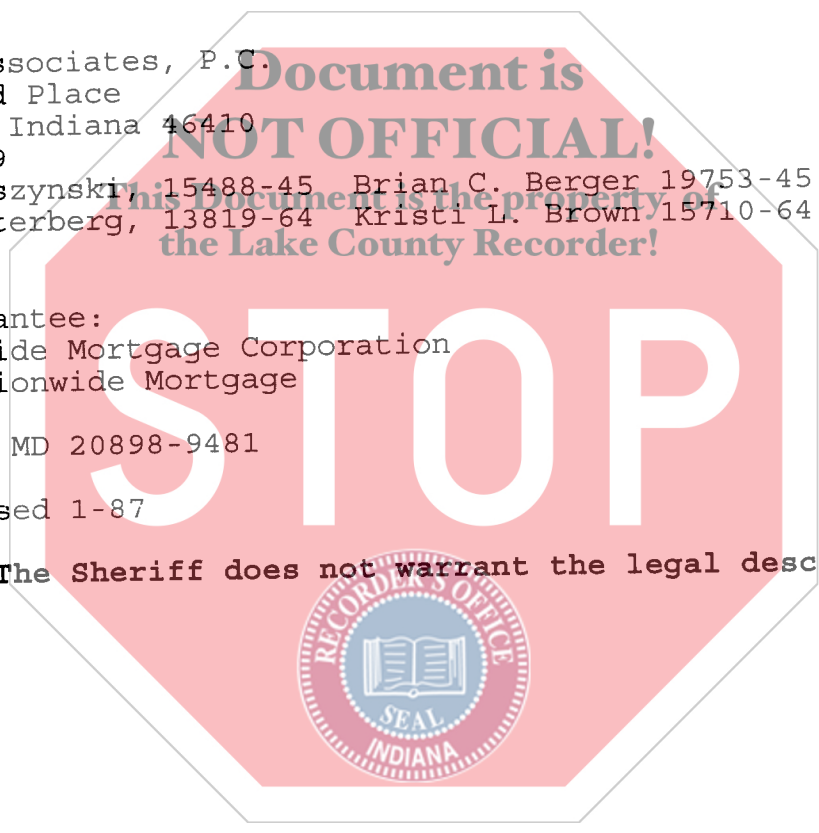 ssociates, P.C.
Document is
d Place
Indiana 46410
NOT OFFICIAL!
9
szynski, 15488-45 Brian C. Berger 19753-45
This Document is the property of
terberg, 13819-64 Kristi L. Brown 15710-64
the Lake County Recorder!
antee:
ide Mortgage Corporation
ionwide Mortgage
STOP
MD 20898-9481
sed 1-87
The Sheriff does not warrant the legal desc
RECORDER'S OFFICE
SEAL
INDIANA